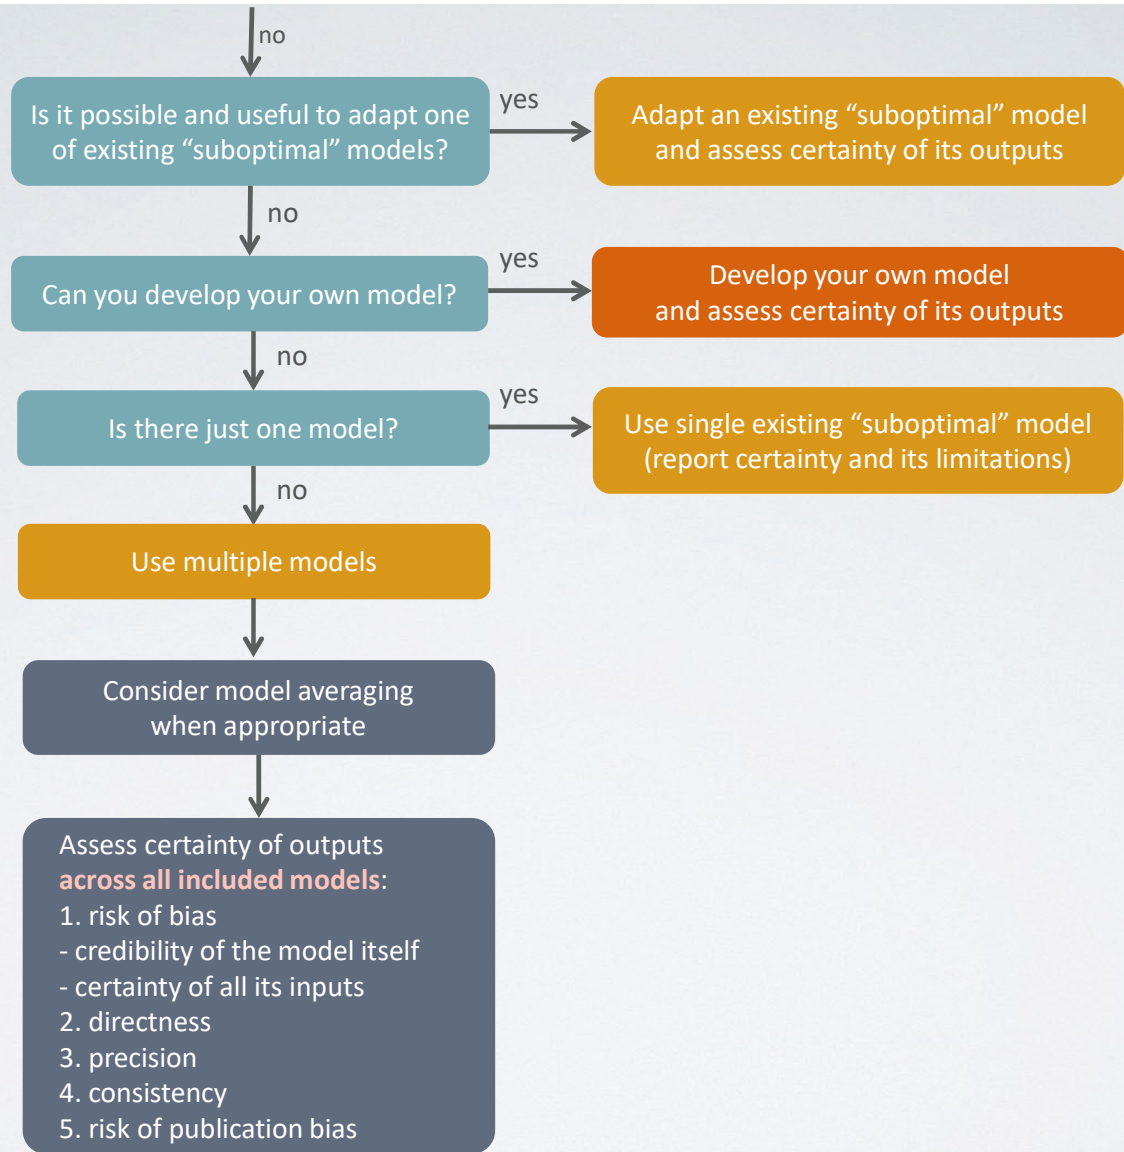 no
Is it possible and useful to adapt one
of existing “suboptimal” models?
yes
Adapt an existing “suboptimal” model
and assess certainty of its outputs
no
Can you develop your own model?
yes
Develop your own model
and assess certainty of its outputs
no
Is there just one model?
yes
Use single existing “suboptimal” model
(report certainty and its limitations)
no
Use multiple models
Consider model averaging
when appropriate
Assess certainty of outputs
across all included models:
1. risk of bias
- credibility of the model itself
- certainty of all its inputs
2. directness
3. precision
4. consistency
5. risk of publication bias